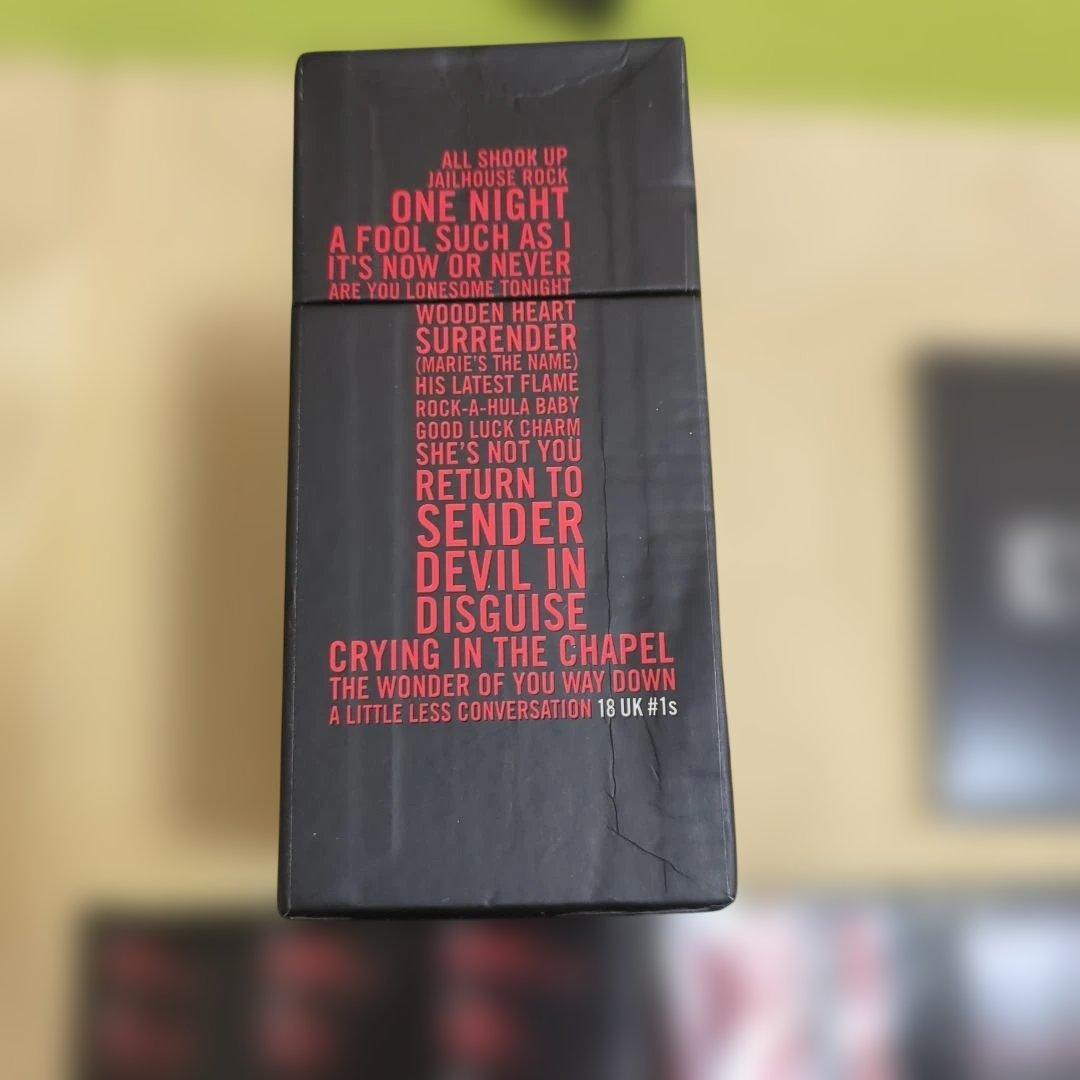 ALL SHOOK UP
JAILHOUSE ROCK
ONE NIGHT
A FOOL SUCH AS I
IT'S NOW OR NEVER
ARE YOU LONESOME TONIGHT
WOODEN HEART
SURRENDER
(MARIE'S THE NAME)
HIS LATEST FLAME
ROCK-A-HULA BABY
GOOD LUCK CHARM
SHE'S NOT YOU
RETURN TO
SENDER
DEVIL IN
DISGUISE
CRYING IN THE CHAPEL
THE WONDER OF YOU WAY DOWN
A LITTLE LESS CONVERSATION 18 UK #1s